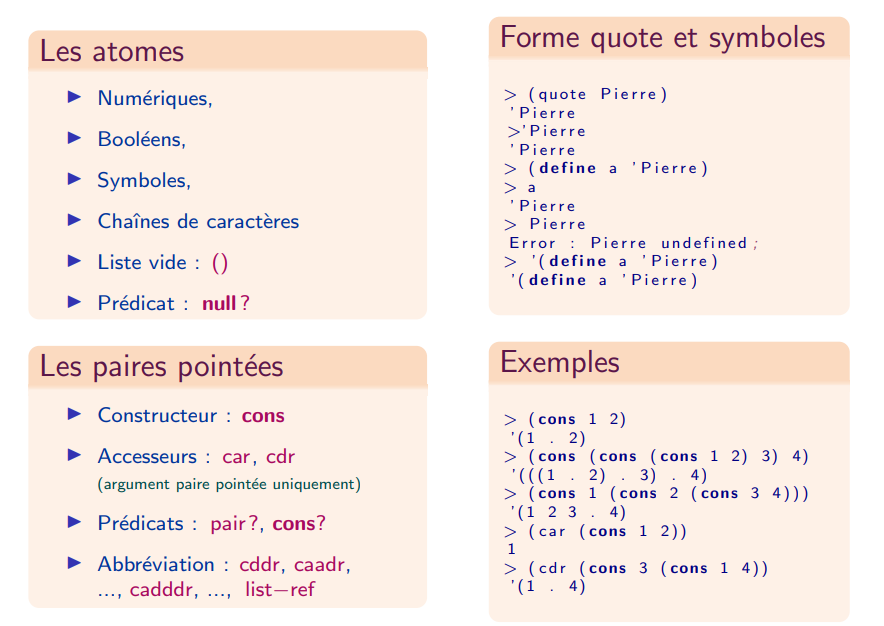 Les atomes
▶ Numériques,
▶ Booléens,
▶ Symboles,
▶ Chaînes de caractères
▶ Liste vide : ()
▶ Prédicat : null?
Forme quote et symboles
> (quote Pierre)
'Pierre
>'Pierre
'Pierre
> (define a 'Pierre)
> a
'Pierre
> Pierre
Error : Pierre undefined;
> '(define a 'Pierre)
'(define a 'Pierre)
Les paires pointées
▶ Constructeur : cons
▶ Accesseurs : car, cdr
(argument paire pointée uniquement)
▶ Prédicats : pair?, cons?
▶ Abbréviation : cddr, caadr,
..., cadddr, ..., list−ref
Exemples
> (cons 1 2)
'(1 . 2)
> (cons (cons (cons 1 2) 3) 4)
'(((1 . 2) . 3) . 4)
> (cons 1 (cons 2 (cons 3 4)))
'(1 2 3 . 4)
> (car (cons 1 2))
1
> (cdr (cons 3 (cons 1 4))
'(1 . 4)